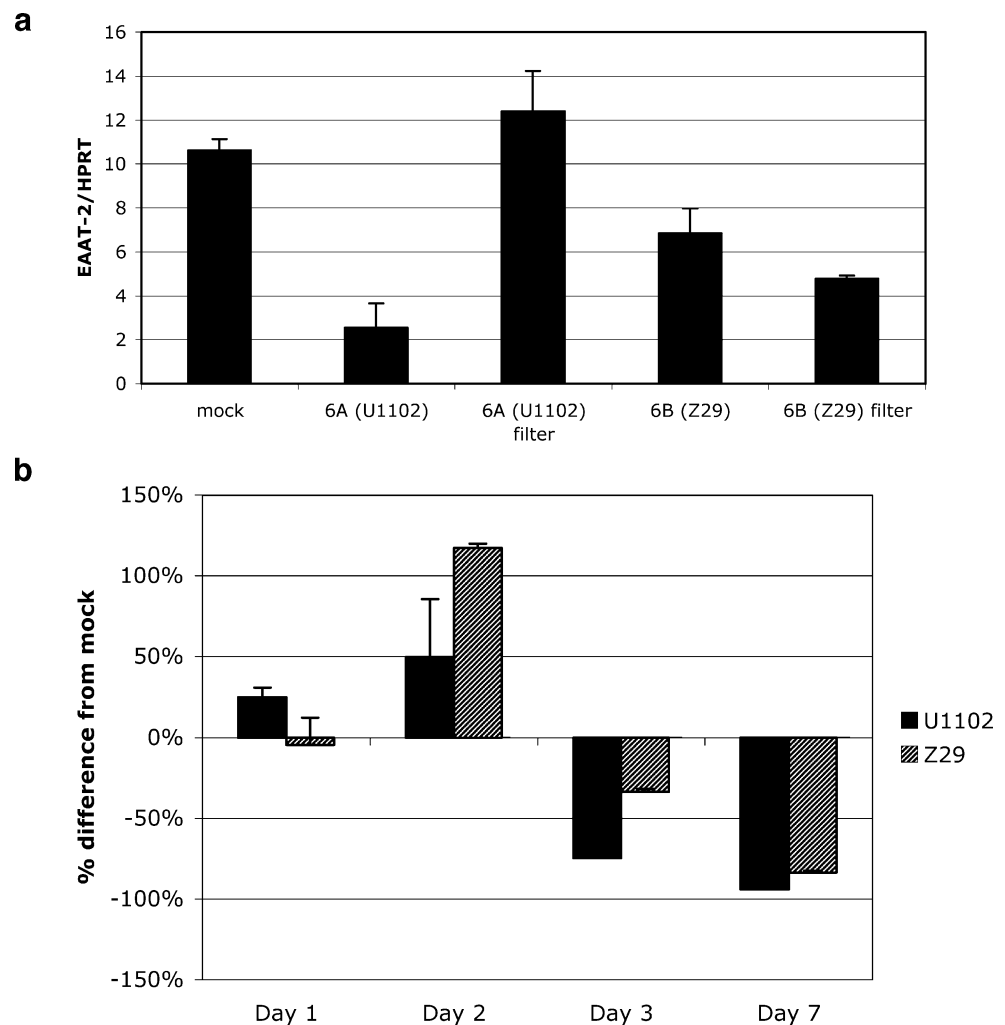 a
16
14
12
10
8
6
4
2
0
EAAT-2/HPRT
mock
6A (U1102)
6A (U1102)
filter
6B (Z29)
6B (Z29) filter
b
150%
100%
50%
0%
-50%
-100%
-150%
% difference from mock
Day 1
Day 2
Day 3
Day 7
U1102
Z29